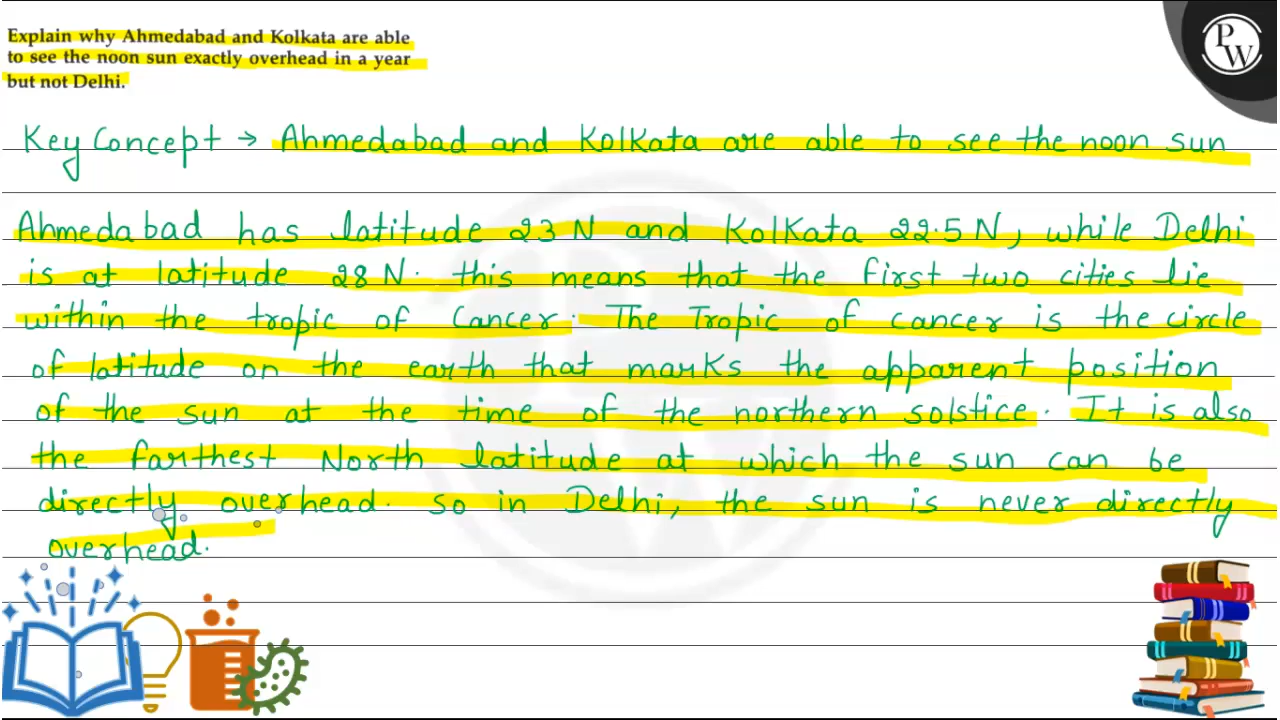 Explain why Ahmedabad and Kolkata are able
to see the noon sun exactly overhead in a year
but not Delhi.
PW
Key Concept → Ahmedabad and Kolkata are able to see the noon sun
Ahmedabad has latitude 23 N and Kolkata 22.5 N, while Delhi
is at latitude 28 N. this means that the first two cities lie
within the tropic of Cancer. The Tropic of cancer is the circle
of latitude on the earth that marks the apparent position
of the sun at the time of the northern solstice. It is also
the farthest North latitude at which the sun can be
directly overhead. so in Delhi, the sun is never directly
overhead.